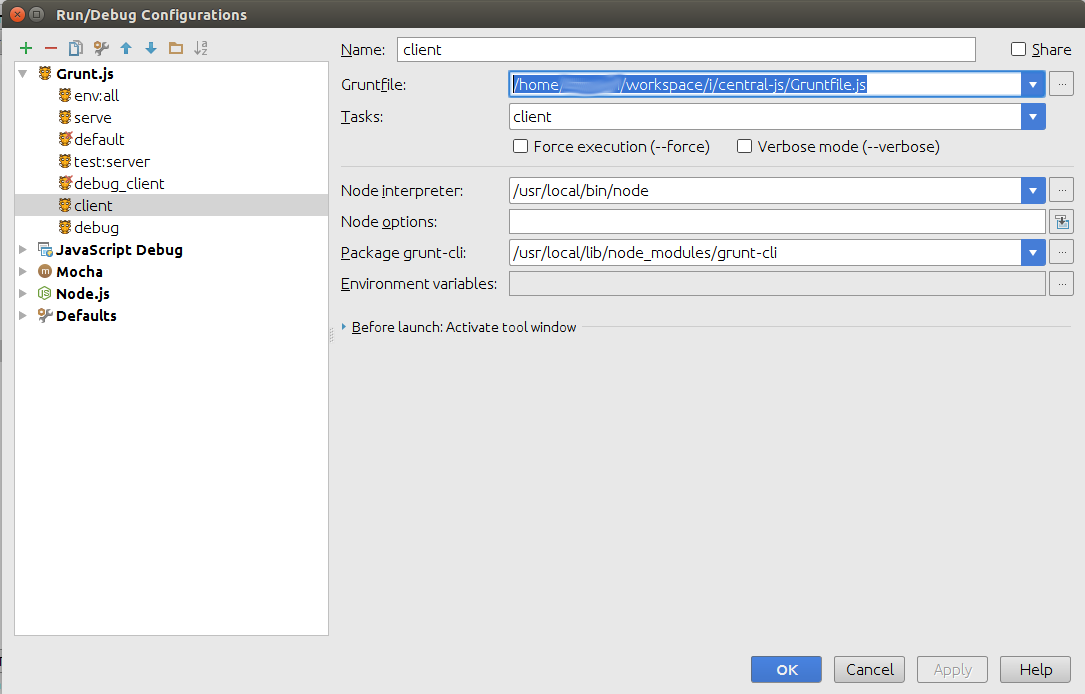 Run/Debug Configurations
Name: client Share
Gruntfile: /home/ /workspace/i/central-js/Gruntfile.js ...
Tasks: client
Force execution (--force) Verbose mode (--verbose)
Node interpreter: /usr/local/bin/node ...
Node options:
Package grunt-cli: /usr/local/lib/node_modules/grunt-cli ...
Environment variables: ...
Before launch: Activate tool window
Grunt.js
env:all
serve
default
test:server
debug_client
client
debug
JavaScript Debug
m Mocha
JS Node.js
Defaults
OK Cancel Apply Help